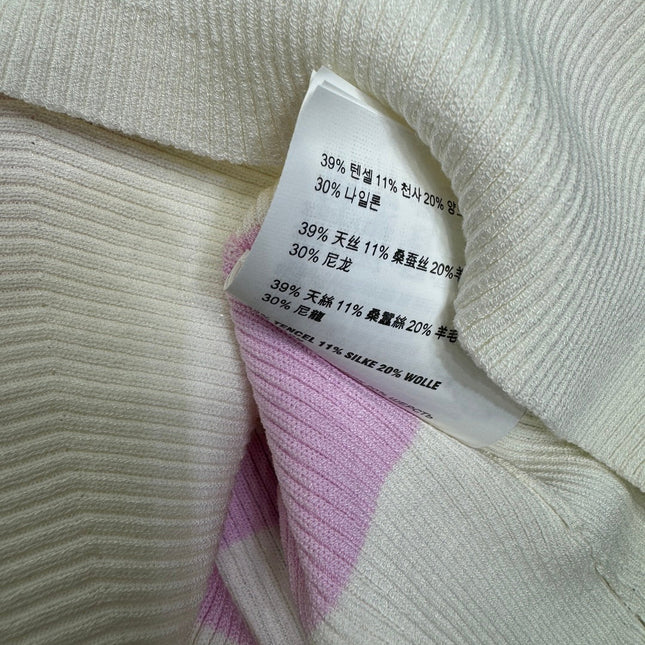 39% 텐셀 11% 천사 20% 양
30% 나일론
39% 天丝 11% 桑蚕丝 20% 羊
30% 尼龙
39% 天絲 11% 桑蠶絲 20% 羊毛
30% 尼龍
TENCEL 11% SILKE 20% WOLLE